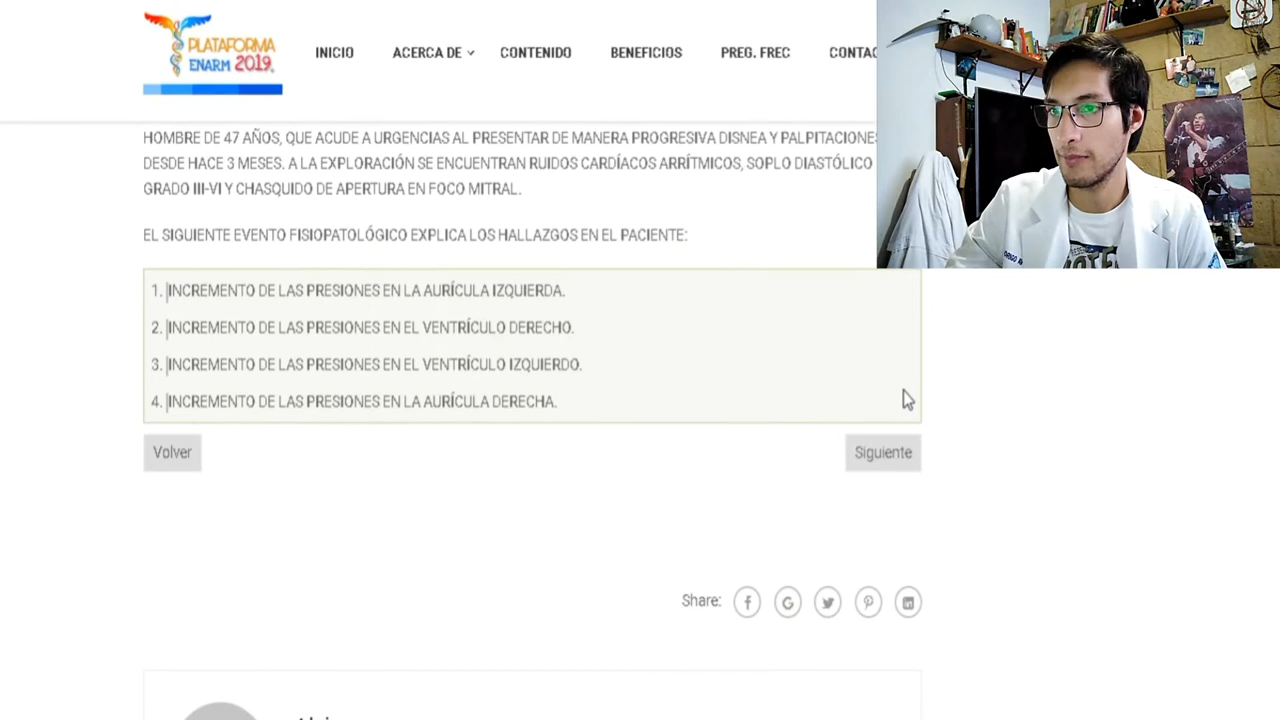 PLATAFORMA
ENARM 2019
INICIO ACERCA DE CONTENIDO BENEFICIOS PREG. FREC CONTAC
HOMBRE DE 47 AÑOS, QUE ACUDE A URGENCIAS AL PRESENTAR DE MANERA PROGRESIVA DISNEA Y PALPITACIONES
DESDE HACE 3 MESES. A LA EXPLORACIÓN SE ENCUENTRAN RUIDOS CARDÍACOS ARRÍTMICOS, SOPLO DIASTÓLICO
GRADO III-VI Y CHASQUIDO DE APERTURA EN FOCO MITRAL.
EL SIGUIENTE EVENTO FISIOPATOLÓGICO EXPLICA LOS HALLAZGOS EN EL PACIENTE:
1. INCREMENTO DE LAS PRESIONES EN LA AURÍCULA IZQUIERDA.
2. INCREMENTO DE LAS PRESIONES EN EL VENTRÍCULO DERECHO.
3. INCREMENTO DE LAS PRESIONES EN EL VENTRÍCULO IZQUIERDO.
4. INCREMENTO DE LAS PRESIONES EN LA AURÍCULA DERECHA.
Volver Siguiente
Share: